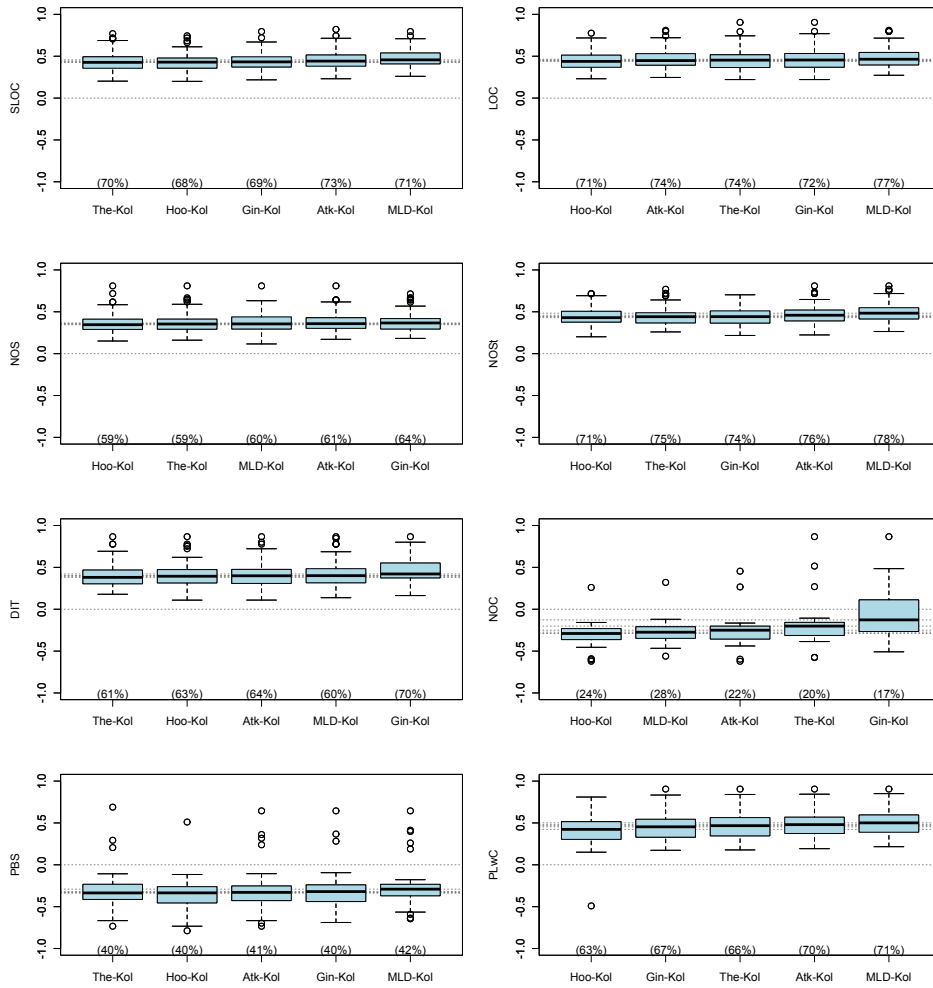 1.0
0.5
0.0
-0.5
-1.0
SLOC
(70%) (68%) (69%) (73%) (71%)
The-Kol Hoo-Kol Gin-Kol Atk-Kol MLD-Kol
1.0
0.5
0.0
-0.5
-1.0
LOC
(71%) (74%) (74%) (72%) (77%)
Hoo-Kol Atk-Kol The-Kol Gin-Kol MLD-Kol
1.0
0.5
0.0
-0.5
-1.0
NOS
(59%) (59%) (60%) (61%) (64%)
Hoo-Kol The-Kol MLD-Kol Atk-Kol Gin-Kol
1.0
0.5
0.0
-0.5
-1.0
NOSt
(71%) (75%) (74%) (76%) (78%)
Hoo-Kol The-Kol Gin-Kol Atk-Kol MLD-Kol
1.0
0.5
0.0
-0.5
-1.0
DIT
(61%) (63%) (64%) (60%) (70%)
The-Kol Hoo-Kol Atk-Kol MLD-Kol Gin-Kol
1.0
0.5
0.0
-0.5
-1.0
NOC
(24%) (28%) (22%) (20%) (17%)
Hoo-Kol MLD-Kol Atk-Kol The-Kol Gin-Kol
1.0
0.5
0.0
-0.5
-1.0
PBS
(40%) (40%) (41%) (40%) (42%)
The-Kol Hoo-Kol Atk-Kol Gin-Kol MLD-Kol
1.0
0.5
0.0
-0.5
-1.0
PLwC
(63%) (67%) (66%) (70%) (71%)
Hoo-Kol Gin-Kol The-Kol Atk-Kol MLD-Kol